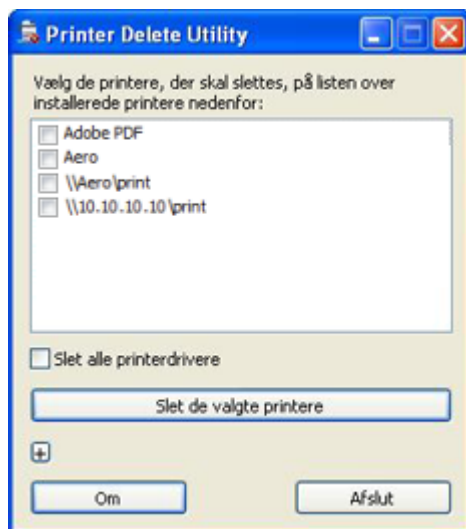 Printer Delete Utility
Vælg de printere, der skal slettes, på listen over
installerede printere nedenfor:
Adobe PDF
Aero
\\Aero\print
\\10.10.10.10\print
Slet alle printerdrivere
Slet de valgte printere
Om
Afslut